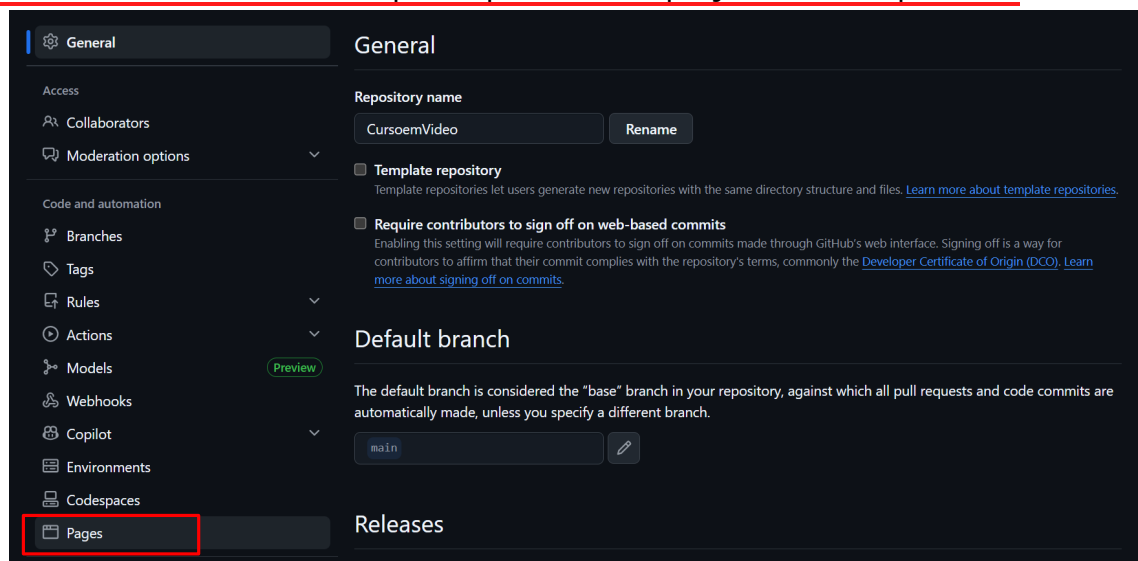 General
Access
Collaborators
Moderation options
Code and automation
Branches
Tags
Rules
Actions
Models Preview
Webhooks
Copilot
Environments
Codespaces
Pages
General
Repository name
CursoemVideo Rename
Template repository
Template repositories let users generate new repositories with the same directory structure and files. Learn more about template repositories.
Require contributors to sign off on web-based commits
Enabling this setting will require contributors to sign off on commits made through GitHub's web interface. Signing off is a way for
contributors to affirm that their commit complies with the repository's terms, commonly the Developer Certificate of Origin (DCO). Learn
more about signing off on commits.
Default branch
The default branch is considered the "base" branch in your repository, against which all pull requests and code commits are
automatically made, unless you specify a different branch.
main
Releases